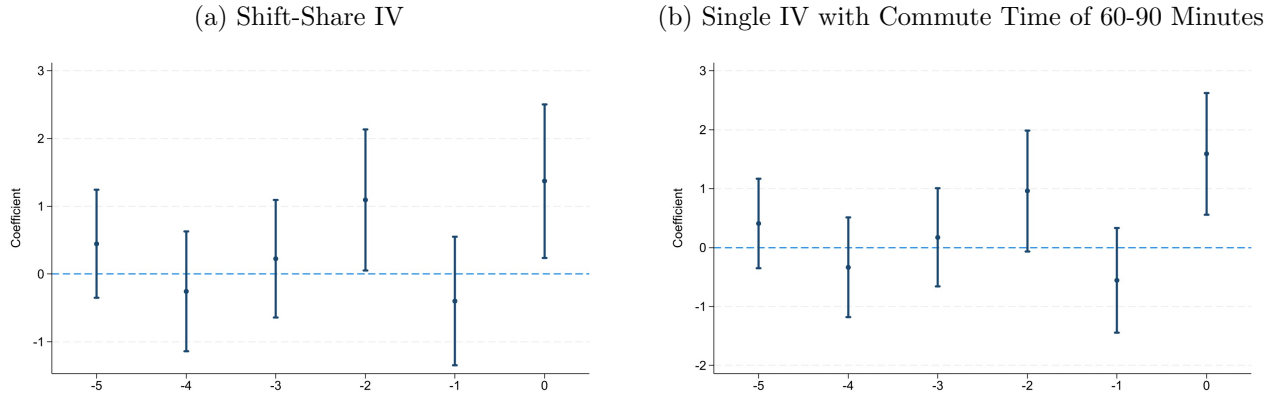 (a) Shift-Share IV
3
2
1
0
-1
Coefficient
-5 -4 -3 -2 -1 0
(b) Single IV with Commute Time of 60-90 Minutes
3
2
1
0
-1
-2
Coefficient
-5 -4 -3 -2 -1 0